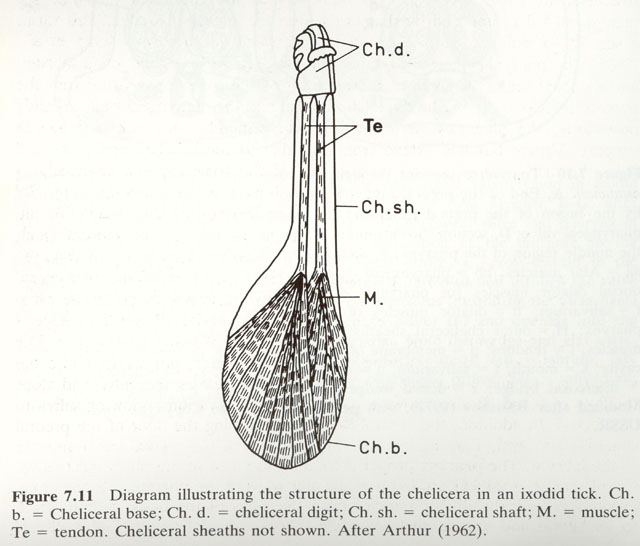 Ch.d.
Te
Ch.sh.
M.
Ch.b.
Figure 7.11 Diagram illustrating the structure of the chelicera in an ixodid tick. Ch.
b. = Cheliceral base; Ch. d. = cheliceral digit; Ch. sh. = cheliceral shaft; M. = muscle;
Te = tendon. Cheliceral sheaths not shown. After Arthur (1962).